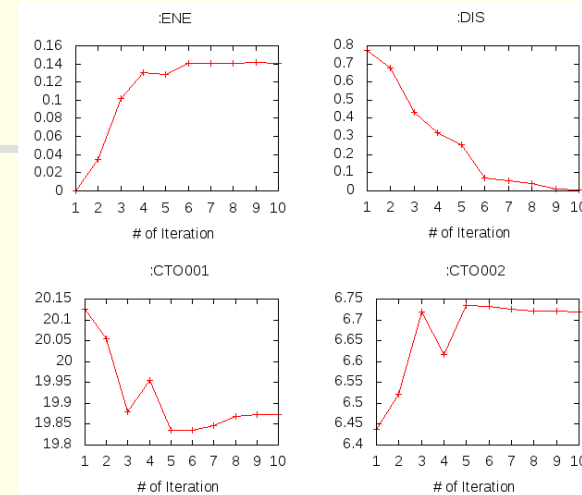 :ENE
0.16
0.14
0.12
0.1
0.08
0.06
0.04
0.02
0
1 2 3 4 5 6 7 8 9 10
# of Iteration
:DIS
0.8
0.7
0.6
0.5
0.4
0.3
0.2
0.1
0
1 2 3 4 5 6 7 8 9 10
# of Iteration
:CTO001
20.15
20.1
20.05
20
19.95
19.9
19.85
19.8
1 2 3 4 5 6 7 8 9 10
# of Iteration
:CTO002
6.75
6.7
6.65
6.6
6.55
6.5
6.45
6.4
1 2 3 4 5 6 7 8 9 10
# of Iteration